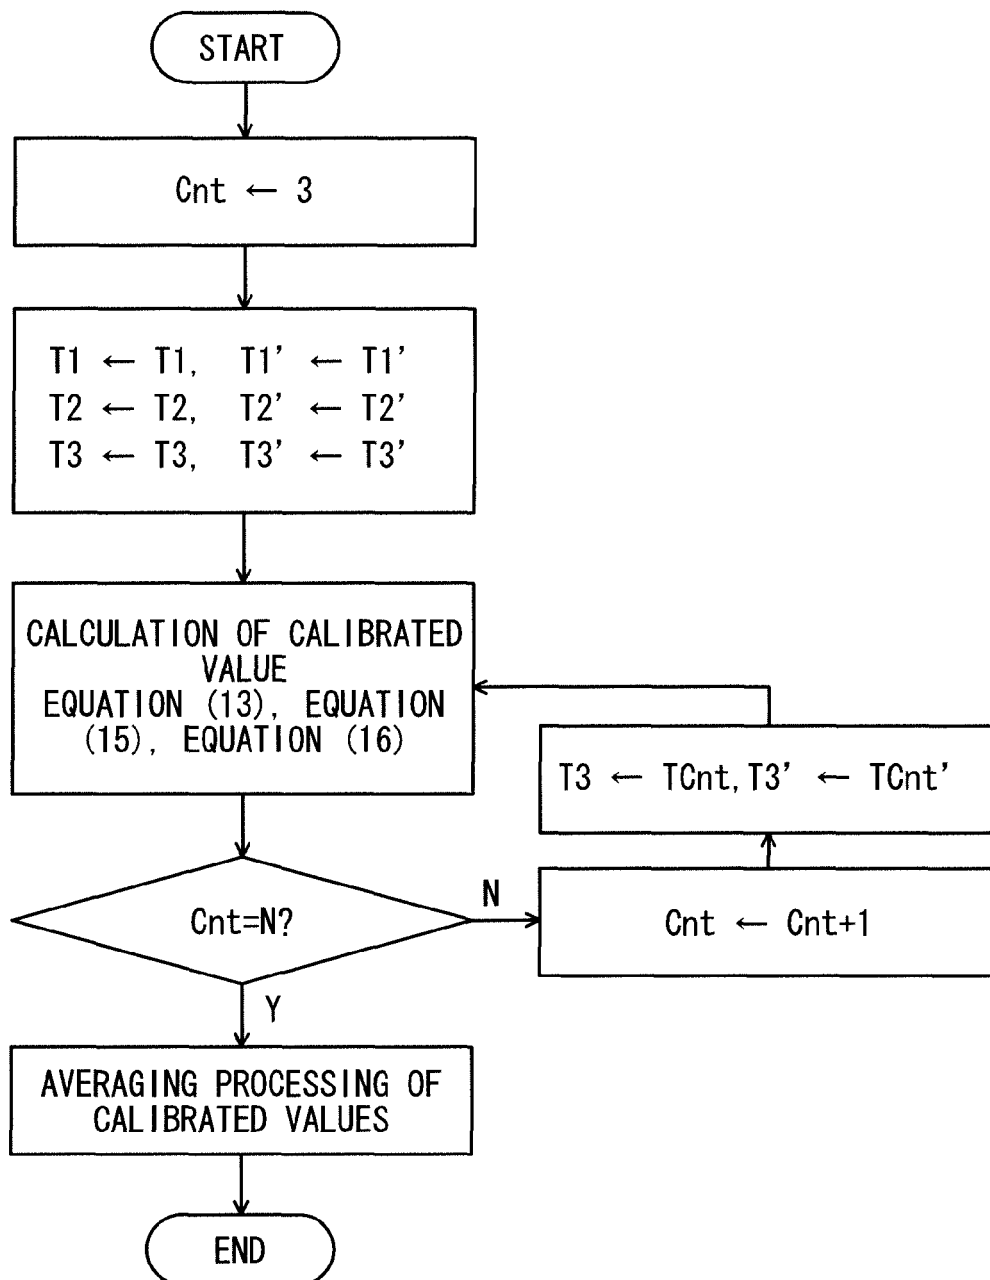 START
Cnt ← 3
T1 ← T1, T1' ← T1'
T2 ← T2, T2' ← T2'
T3 ← T3, T3' ← T3'
CALCULATION OF CALIBRATED
VALUE
EQUATION (13), EQUATION
(15), EQUATION (16)
T3 ← TCnt, T3' ← TCnt'
Cnt=N?
N
Cnt ← Cnt+1
Y
AVERAGING PROCESSING OF
CALIBRATED VALUES
END